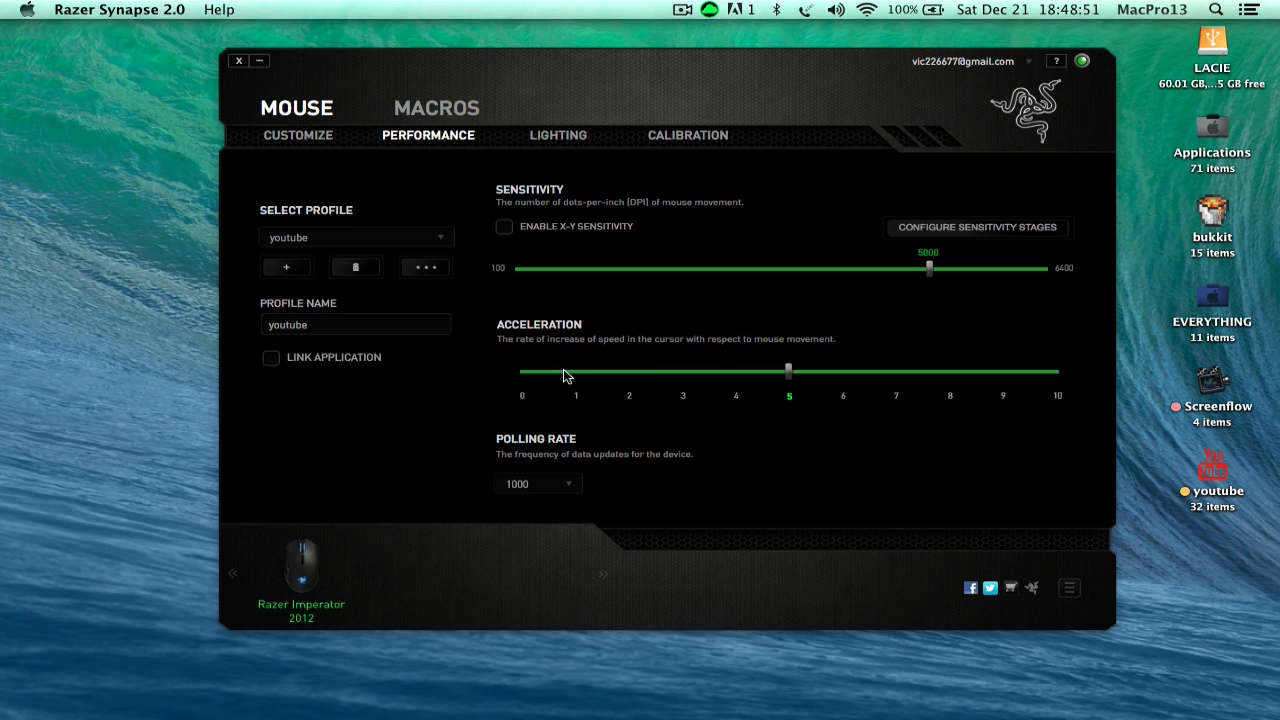 Razer Synapse 2.0 Help
1 100% Sat Dec 21 18:48:51 MacPro13
X – vic226677@gmail.com ?
MOUSE MACROS
CUSTOMIZE PERFORMANCE LIGHTING CALIBRATION
SELECT PROFILE
youtube
+
PROFILE NAME
youtube
LINK APPLICATION
SENSITIVITY
The number of dots-per-inch [DPI] of mouse movement.
ENABLE X-Y SENSITIVITY
CONFIGURE SENSITIVITY STAGES
5000
100 6400
ACCELERATION
The rate of increase of speed in the cursor with respect to mouse movement.
0 1 2 3 4 5 6 7 8 9 10
POLLING RATE
The frequency of data updates for the device.
1000
Razer Imperator
2012
LACIE
60.01 GB,...5 GB free
Applications
71 items
bukkit
15 items
EVERYTHING
11 items
Screenflow
4 items
You
Tube
youtube
32 items